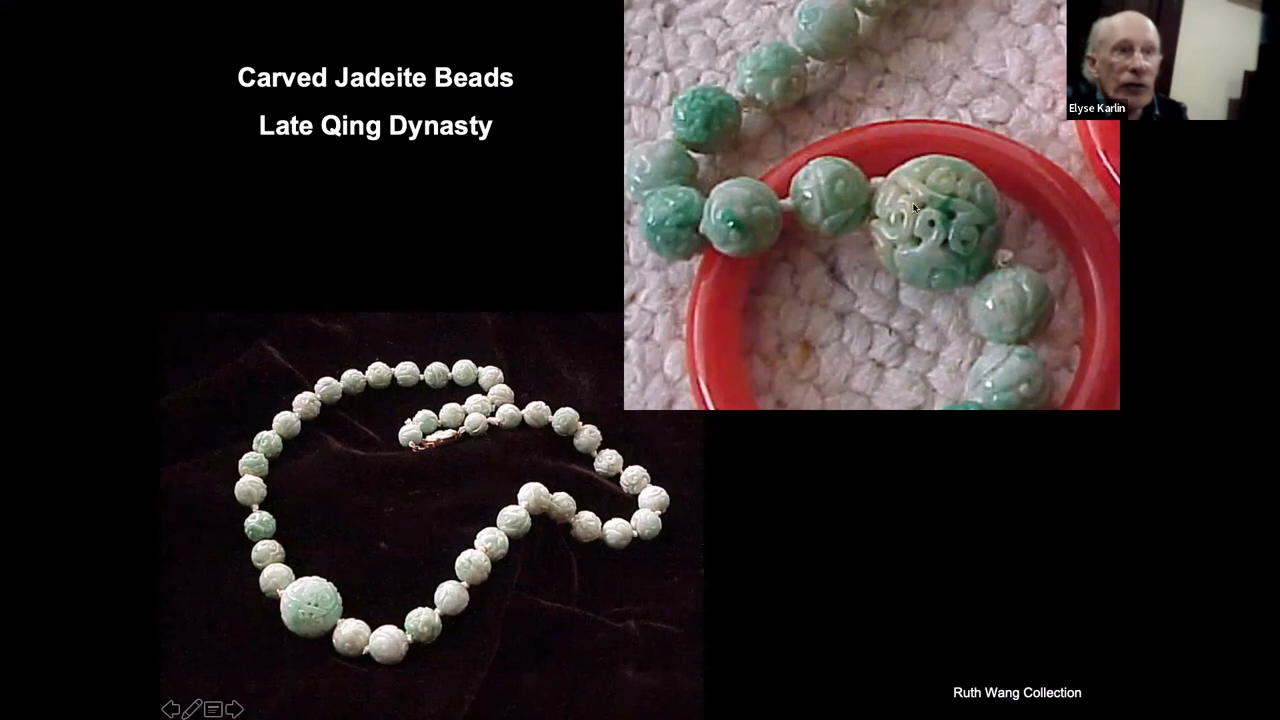 Carved Jadeite Beads
Late Qing Dynasty
Elyse Karlin
Ruth Wang Collection